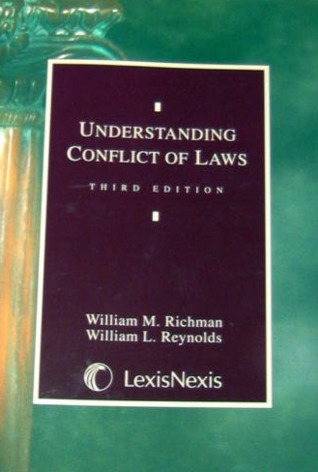 UNDERSTANDING
CONFLICT OF LAWS
THIRD EDITION
William M. Richman
William L. Reynolds
LexisNexis